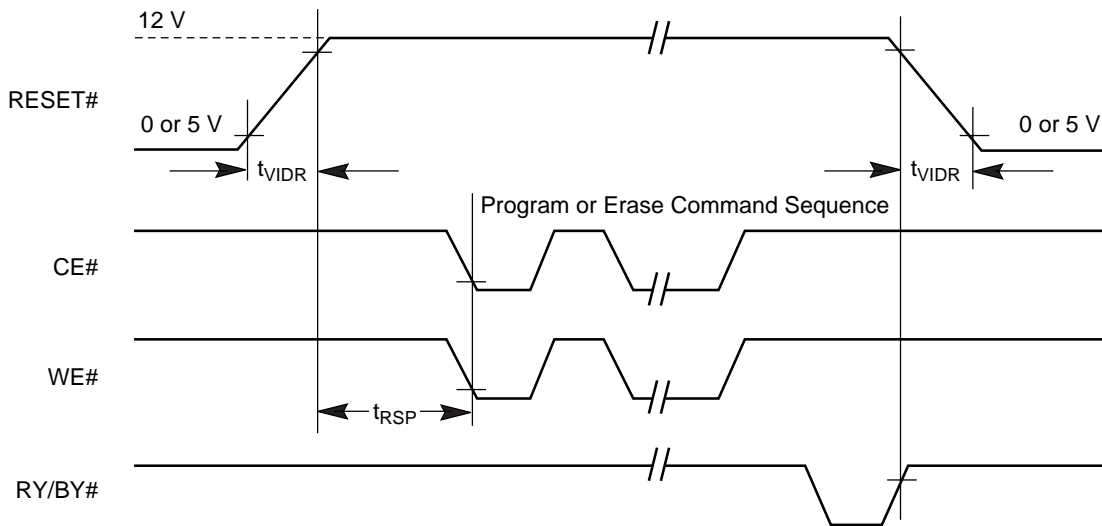 12 V
RESET#
0 or 5 V
0 or 5 V
tVIDR
tVIDR
Program or Erase Command Sequence
CE#
WE#
tRSP
RY/BY#